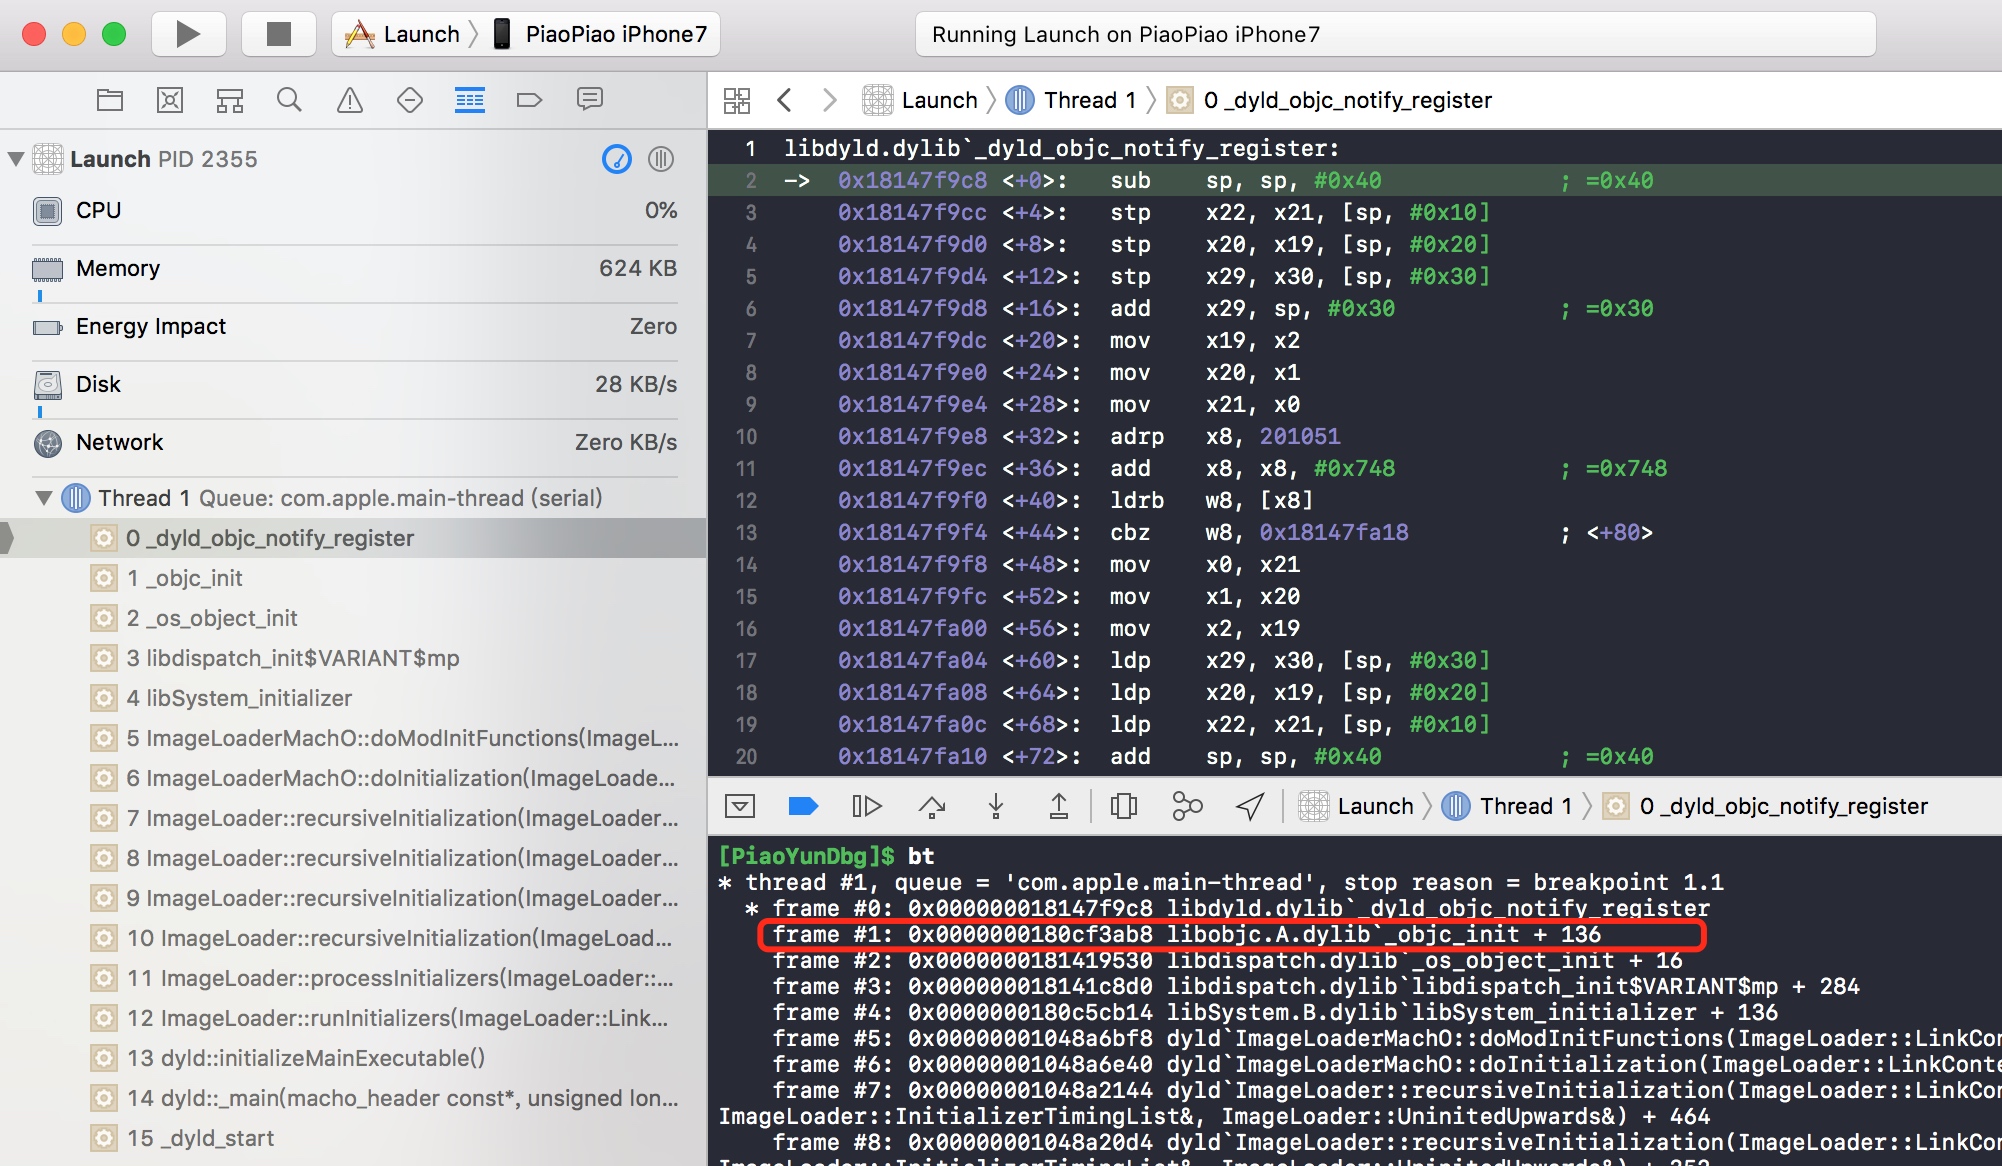 Launch PiaoPiao iPhone7
Running Launch on PiaoPiao iPhone7
Launch PID 2355
CPU 0%
Memory 624 KB
Energy Impact Zero
Disk 28 KB/s
Network Zero KB/s
Thread 1 Queue: com.apple.main-thread (serial)
0 _dyld_objc_notify_register
1 _objc_init
2 _os_object_init
3 libdispatch_init$VARIANT$mp
4 libSystem_initializer
5 ImageLoaderMachO::doModInitFunctions(ImageL...
6 ImageLoaderMachO::doInitialization(ImageLoade...
7 ImageLoader::recursiveInitialization(ImageLoader...
8 ImageLoader::recursiveInitialization(ImageLoader...
9 ImageLoader::recursiveInitialization(ImageLoader...
10 ImageLoader::recursiveInitialization(ImageLoad...
11 ImageLoader::processInitializers(ImageLoader::...
12 ImageLoader::runInitializers(ImageLoader::Link...
13 dyld::initializeMainExecutable()
14 dyld::_main(macho_header const*, unsigned lon...
15 _dyld_start
Launch Thread 1 0 _dyld_objc_notify_register
1 libdyld.dylib`_dyld_objc_notify_register:
2 -> 0x18147f9c8 <+0>: sub sp, sp, #0x40 ; =0x40
3 0x18147f9cc <+4>: stp x22, x21, [sp, #0x10]
4 0x18147f9d0 <+8>: stp x20, x19, [sp, #0x20]
5 0x18147f9d4 <+12>: stp x29, x30, [sp, #0x30]
6 0x18147f9d8 <+16>: add x29, sp, #0x30 ; =0x30
7 0x18147f9dc <+20>: mov x19, x2
8 0x18147f9e0 <+24>: mov x20, x1
9 0x18147f9e4 <+28>: mov x21, x0
10 0x18147f9e8 <+32>: adrp x8, 201051
11 0x18147f9ec <+36>: add x8, x8, #0x748 ; =0x748
12 0x18147f9f0 <+40>: ldrb w8, [x8]
13 0x18147f9f4 <+44>: cbz w8, 0x18147fa18 ; <+80>
14 0x18147f9f8 <+48>: mov x0, x21
15 0x18147f9fc <+52>: mov x1, x20
16 0x18147fa00 <+56>: mov x2, x19
17 0x18147fa04 <+60>: ldp x29, x30, [sp, #0x30]
18 0x18147fa08 <+64>: ldp x20, x19, [sp, #0x20]
19 0x18147fa0c <+68>: ldp x22, x21, [sp, #0x10]
20 0x18147fa10 <+72>: add sp, sp, #0x40 ; =0x40
Launch Thread 1 0 _dyld_objc_notify_register
[PiaoYunDbg]$ bt
* thread #1, queue = 'com.apple.main-thread', stop reason = breakpoint 1.1
* frame #0: 0x000000018147f9c8 libdyld.dylib`_dyld_objc_notify_register
frame #1: 0x0000000180cf3ab8 libobjc.A.dylib`_objc_init + 136
frame #2: 0x0000000181419530 libdispatch.dylib`_os_object_init + 16
frame #3: 0x000000018141c8d0 libdispatch.dylib`libdispatch_init$VARIANT$mp + 284
frame #4: 0x0000000180c5cb14 libSystem.B.dylib`libSystem_initializer + 136
frame #5: 0x00000001048a6bf8 dyld`ImageLoaderMachO::doModInitFunctions(ImageLoader::LinkCon
frame #6: 0x00000001048a6e40 dyld`ImageLoaderMachO::doInitialization(ImageLoader::LinkConte
frame #7: 0x00000001048a2144 dyld`ImageLoader::recursiveInitialization(ImageLoader::LinkCon
ImageLoader::InitializerTimingList&, ImageLoader::UninitedUpwards&) + 464
frame #8: 0x00000001048a20d4 dyld`ImageLoader::recursiveInitialization(ImageLoader::LinkCon